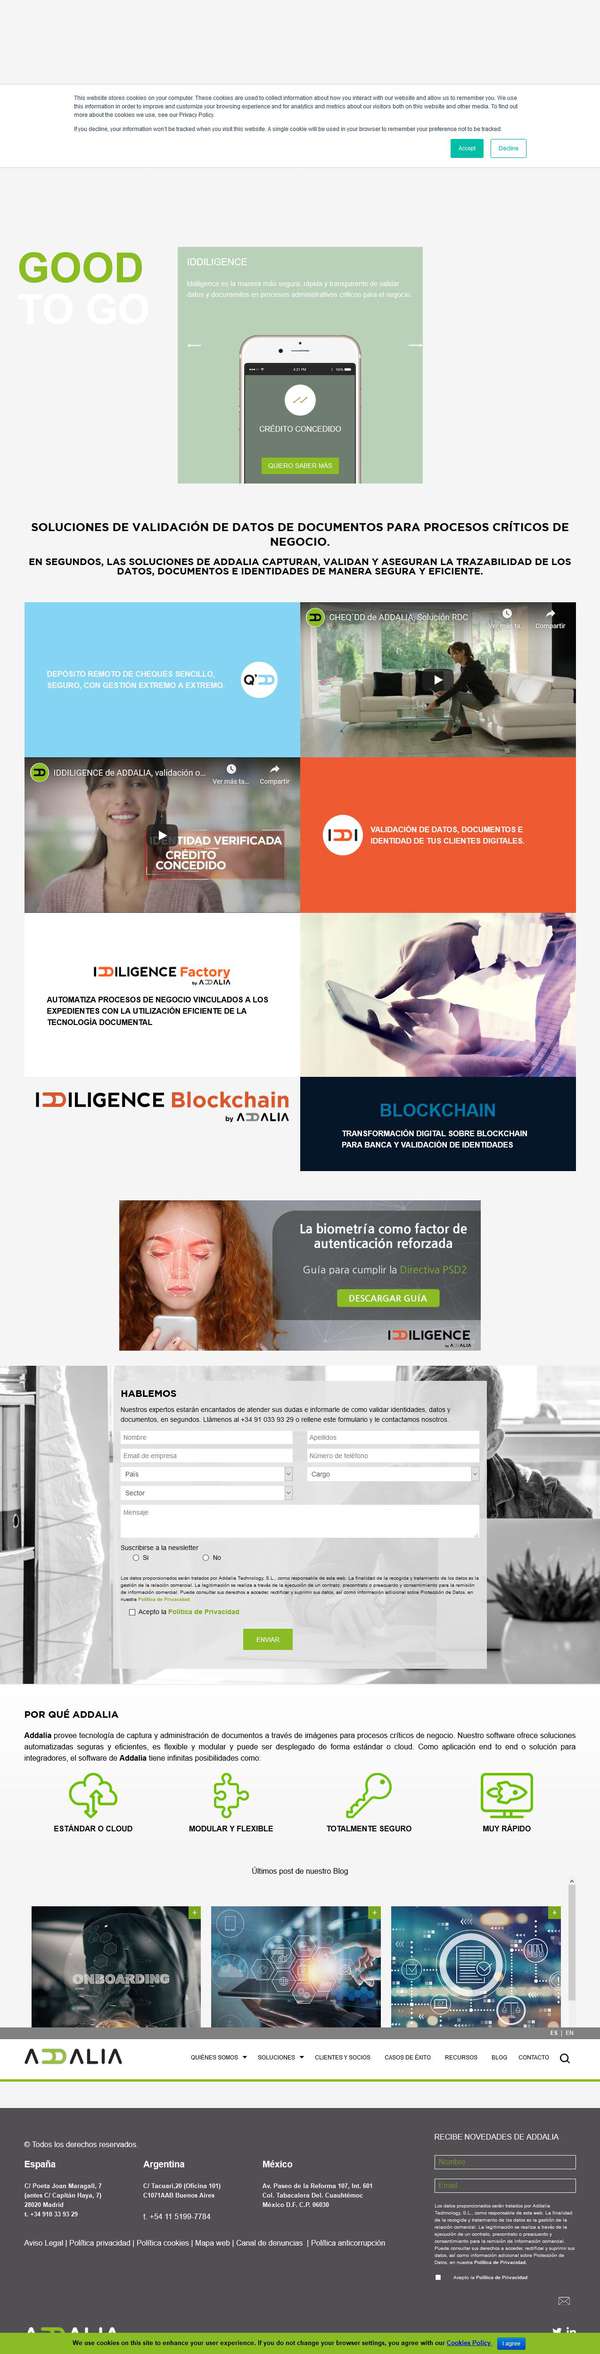 This website stores cookies on your computer. These cookies are used to collect information about how you interact with our website and allow us to remember you. We use
this information in order to improve and customize your browsing experience and for analytics and metrics about our visitors both on this website and other media. To find out
more about the cookies we use, see our Privacy Policy.
If you decline, your information won't be tracked when you visit this website. A single cookie will be used in your browser to remember your preference not to be tracked.
Accept
Decline
GOOD
TO GO
IDDILIGENCE
Iddiligence es la manera más segura, rápida y transparente de validar
datos y documentos en procesos administrativos críticos para el negocio.
4:21 PM
100%
CRÉDITO CONCEDIDO
QUIERO SABER MÁS
SOLUCIONES DE VALIDACIÓN DE DATOS DE DOCUMENTOS PARA PROCESOS CRÍTICOS DE
NEGOCIO.
EN SEGUNDOS, LAS SOLUCIONES DE ADDALIA CAPTURAN, VALIDAN Y ASEGURAN LA TRAZABILIDAD DE LOS
DATOS, DOCUMENTOS E IDENTIDADES DE MANERA SEGURA Y EFICIENTE.
DEPÓSITO REMOTO DE CHEQUES SENCILLO,
SEGURO, CON GESTIÓN EXTREMO A EXTREMO.
Q'DD
CHEQ´DD de ADDALIA, Solución RDC
Ver más ta...
Compartir
IDDILIGENCE de ADDALIA, validación o...
Ver más ta...
Compartir
IDENTIDAD VERIFICADA
CRÉDITO
CONCEDIDO
IDDI
VALIDACIÓN DE DATOS, DOCUMENTOS E
IDENTIDAD DE TUS CLIENTES DIGITALES.
IDDILIGENCE Factory
by ADDALIA
AUTOMATIZA PROCESOS DE NEGOCIO VINCULADOS A LOS
EXPEDIENTES CON LA UTILIZACIÓN EFICIENTE DE LA
TECNOLOGÍA DOCUMENTAL
IDDILIGENCE Blockchain
by ADDALIA
BLOCKCHAIN
TRANSFORMACIÓN DIGITAL SOBRE BLOCKCHAIN
PARA BANCA Y VALIDACIÓN DE IDENTIDADES
La biometría como factor de
autenticación reforzada
Guía para cumplir la Directiva PSD2
DESCARGAR GUÍA
IDDILIGENCE
by ADDALIA
HABLEMOS
Nuestros expertos estarán encantados de atender sus dudas e informarle de como validar identidades, datos y
documentos, en segundos. Llámenos al +34 91 033 93 29 o rellene este formulario y le contactamos nosotros.
Nombre
Apellidos
Email de empresa
Número de teléfono
País
Cargo
Sector
Mensaje
Suscribirse a la newsletter
Si
No
Los datos proporcionados serán tratados por Addalia Technology, S.L., como responsable de esta web. La finalidad de la recogida y tratamiento de los datos es la
gestión de la relación comercial. La legitimación se realiza a través de la ejecución de un contrato, precontrato o preacuerdo y consentimiento para la remisión
de información comercial. Puede consultar sus derechos a acceder, rectificar y suprimir sus datos, así como información adicional sobre Protección de Datos, en
nuestra Política de Privacidad.
Acepto la Política de Privacidad
ENVIAR
POR QUÉ ADDALIA
Addalia provee tecnología de captura y administración de documentos a través de imágenes para procesos críticos de negocio. Nuestro software ofrece soluciones
automatizadas seguras y eficientes, es flexible y modular y puede ser desplegado de forma estándar o cloud. Como aplicación end to end o solución para
integradores, el software de Addalia tiene infinitas posibilidades como:
ESTÁNDAR O CLOUD
MODULAR Y FLEXIBLE
TOTALMENTE SEGURO
MUY RÁPIDO
Últimos post de nuestro Blog
+
+
+
ONBOARDING
ES | EN
ADDALIA
QUIÉNES SOMOS
SOLUCIONES
CLIENTES Y SOCIOS
CASOS DE ÉXITO
RECURSOS
BLOG
CONTACTO
© Todos los derechos reservados.
España
C/ Poeta Joan Maragall, 7
(antes C/ Capitán Haya, 7)
28020 Madrid
t. +34 910 33 93 29
Argentina
C/ Tacuari,20 (Oficina 101)
C1071AAB Buenos Aires
t. +54 11 5199-7784
México
Av. Paseo de la Reforma 107, Int. 601
Col. Tabacalera Del. Cuauhtémoc
México D.F. C.P. 06030
Aviso Legal | Política privacidad | Política cookies | Mapa web | Canal de denuncias | Política anticorrupción
RECIBE NOVEDADES DE ADDALIA
Nombre
Email
Los datos proporcionados serán tratados por Addalia
Technology, S.L., como responsable de esta web. La finalidad
de la recogida y tratamiento de los datos es la gestión de la
relación comercial. La legitimación se realiza a través de la
ejecución de un contrato, precontrato o preacuerdo y
consentimiento para la remisión de información comercial.
Puede consultar sus derechos a acceder, rectificar y suprimir sus
datos, así como información adicional sobre Protección de
Datos, en nuestra Política de Privacidad.
Acepto la Política de Privacidad
ADDALIA
We use cookies on this site to enhance your user experience. If you do not change your browser settings, you agree with our Cookies Policy.
I agree